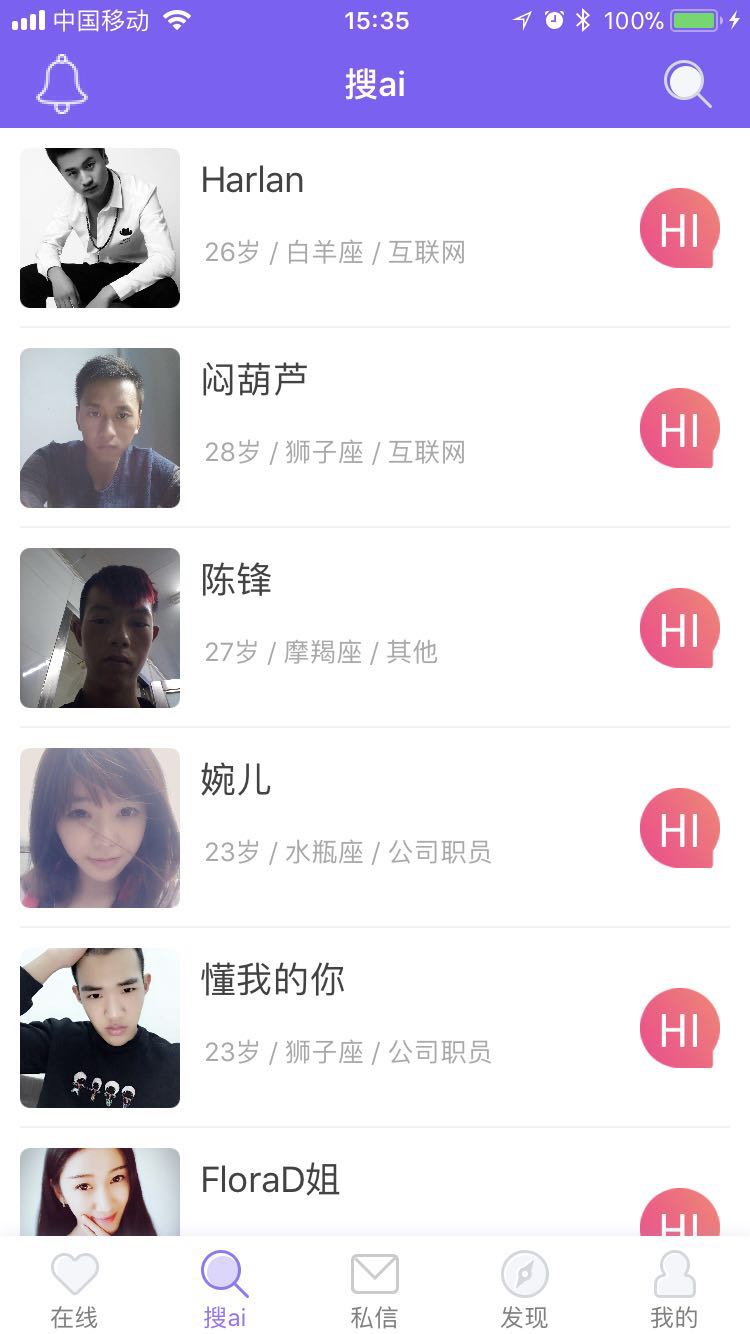 中国移动 15:35 100%
搜ai
Harlan
26岁 / 白羊座 / 互联网
HI
闷葫芦
28岁 / 狮子座 / 互联网
HI
陈锋
27岁 / 摩羯座 / 其他
HI
婉儿
23岁 / 水瓶座 / 公司职员
HI
懂我的你
23岁 / 狮子座 / 公司职员
HI
FloraD姐
HI
在线 搜ai 私信 发现 我的